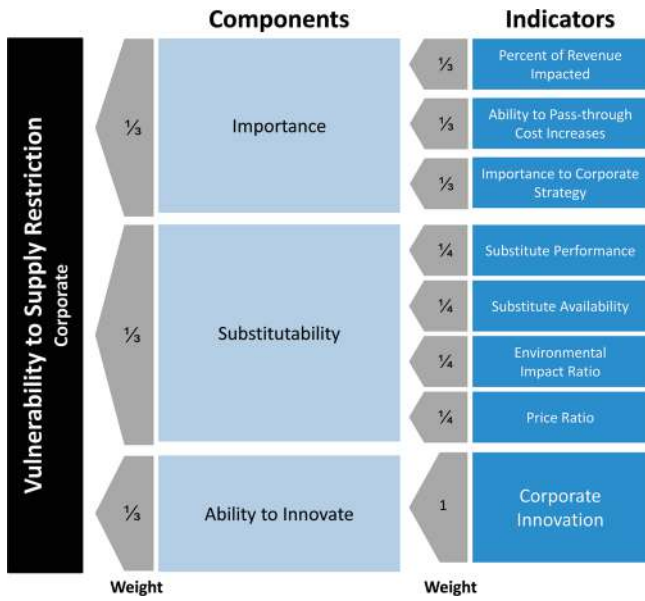 Components
Indicators
Vulnerability to Supply Restriction
Corporate
⅓
Importance
⅓
Percent of Revenue
Impacted
⅓
Ability to Pass-through
Cost Increases
⅓
Importance to Corporate
Strategy
⅓
Substitutability
¼
Substitute Performance
¼
Substitute Availability
¼
Environmental
Impact Ratio
¼
Price Ratio
⅓
Ability to Innovate
1
Corporate
Innovation
Weight
Weight